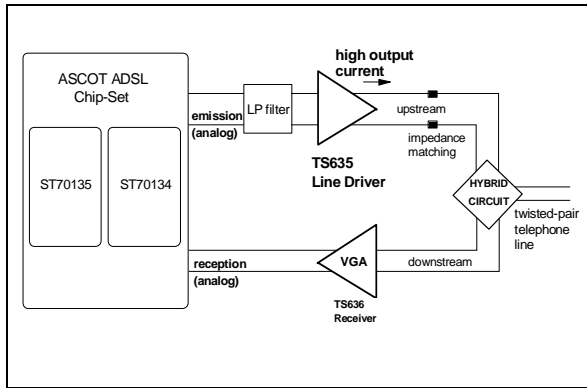 ASCOT ADSL
Chip-Set
ST70135
ST70134
emission
(analog)
LP filter
high output
current
TS635
Line Driver
upstream
impedance
matching
HYBRID
CIRCUIT
twisted-pair
telephone
line
reception
(analog)
VGA
TS636
Receiver
downstream